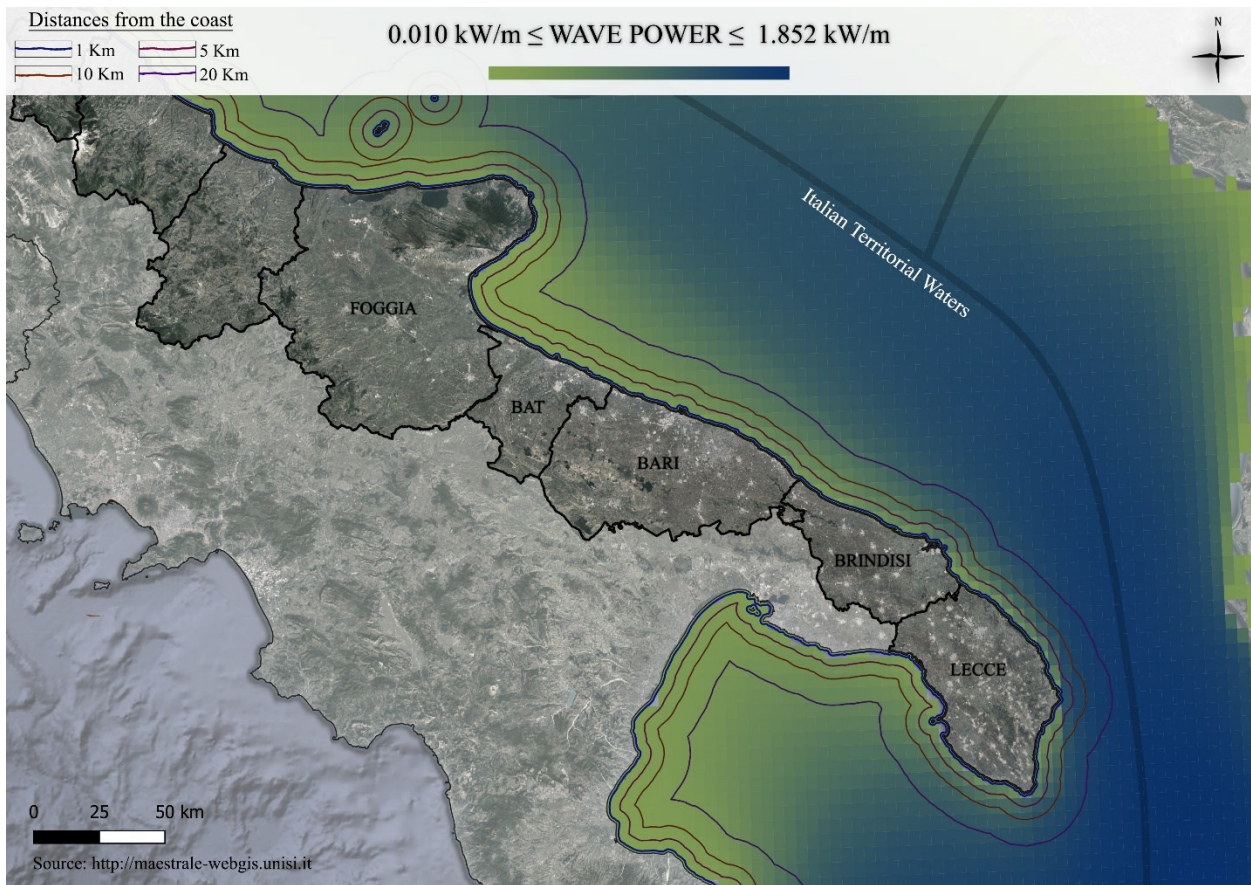 Distances from the coast
1 Km
5 Km
10 Km
20 Km
0.010 kW/m ≤ WAVE POWER ≤ 1.852 kW/m
N
Italian Territorial Waters
FOGGIA
BAT
BARI
BRINDISI
LECCE
0 25 50 km
Source: http://maestrale-webgis.unisi.it